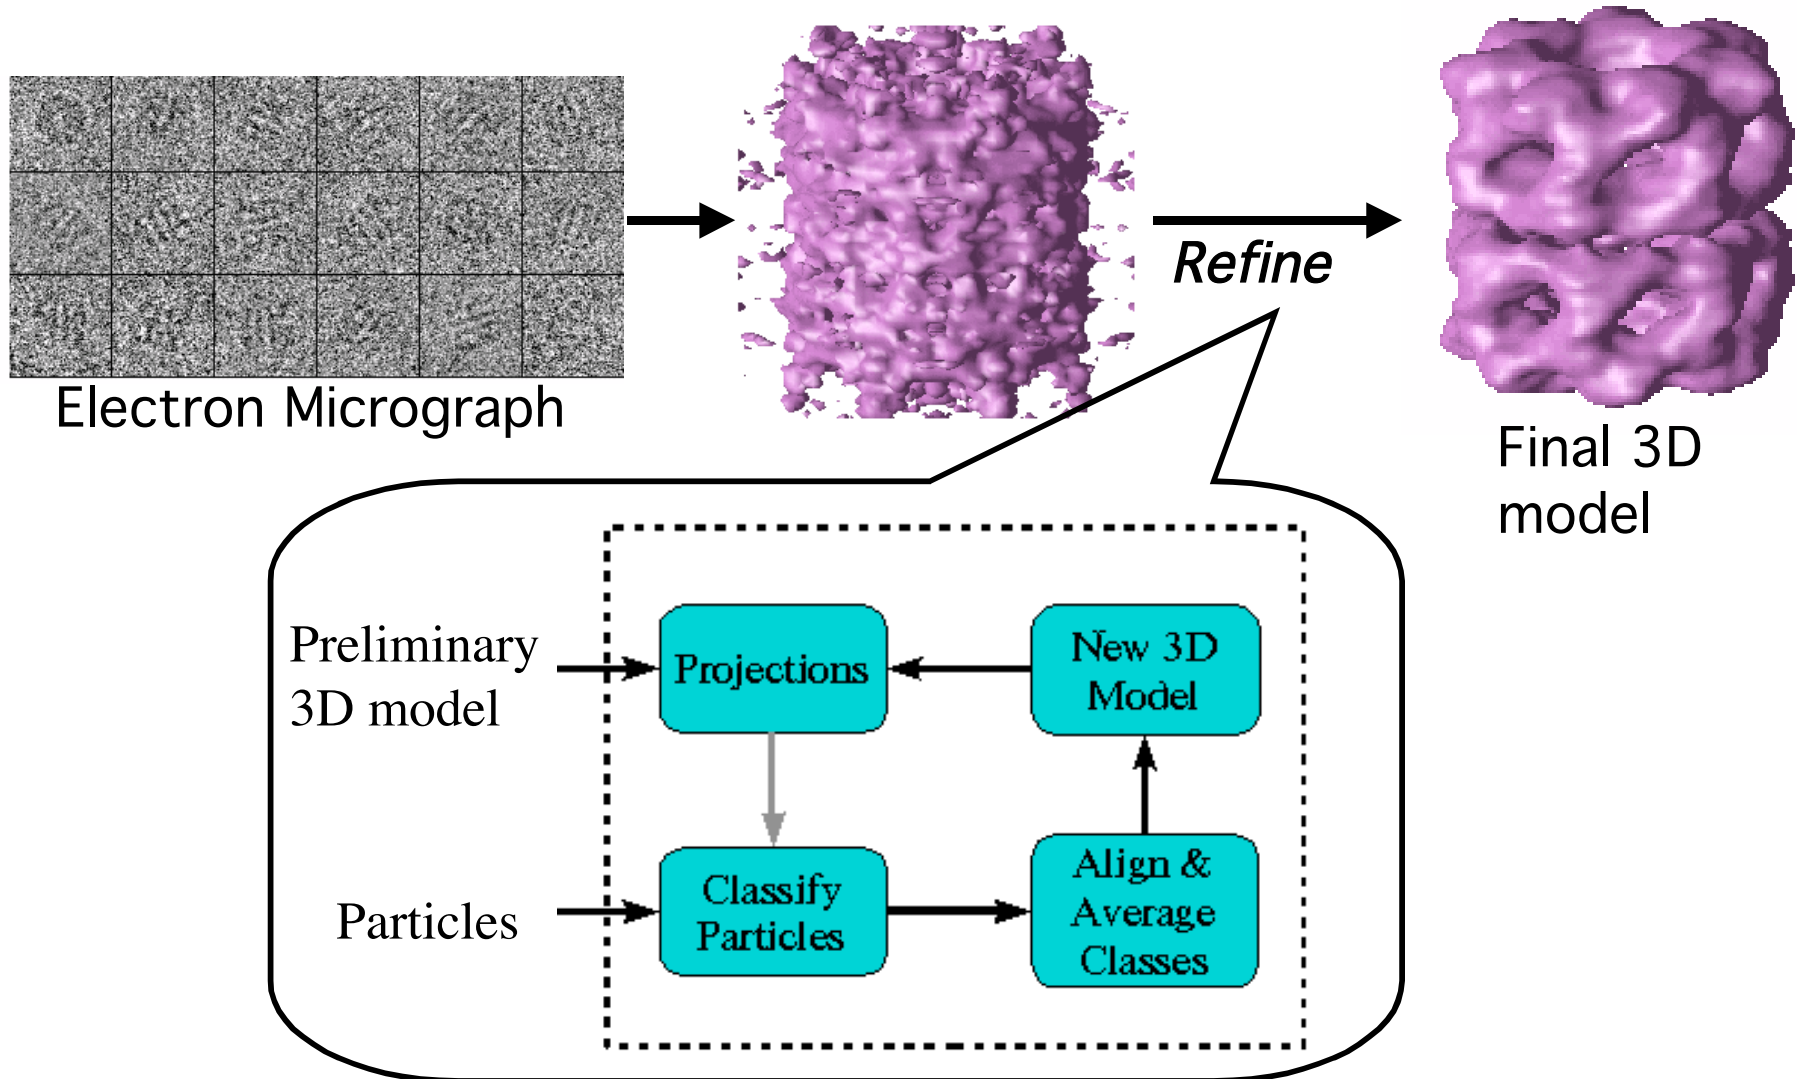 Electron Micrograph
Refine
Final 3D
model
Preliminary
3D model
Projections
New 3D
Model
Particles
Classify
Particles
Align &
Average
Classes